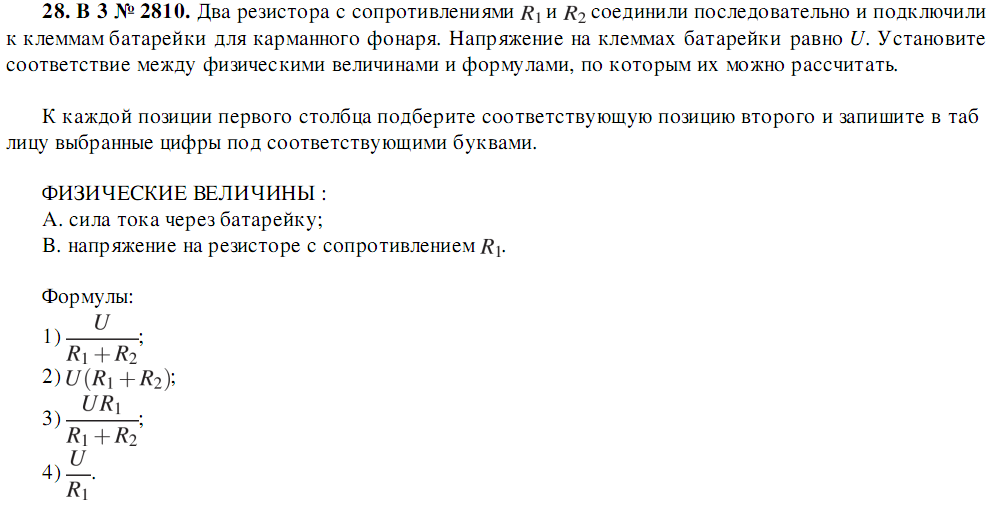 28. В 3 № 2810. Два резистора с сопротивлениями R₁ и R₂ соединили последовательно и подключили
к клеммам батарейки для карманного фонаря. Напряжение на клеммах батарейки равно U. Установите
соответствие между физическими величинами и формулами, по которым их можно рассчитать.
К каждой позиции первого столбца подберите соответствующую позицию второго и запишите в таб
лицу выбранные цифры под соответствующими буквами.
ФИЗИЧЕСКИЕ ВЕЛИЧИНЫ :
А. сила тока через батарейку;
В. напряжение на резисторе с сопротивлением R₁.
Формулы:
1) U / (R₁ + R₂);
2) U(R₁ + R₂);
3) UR₁ / (R₁ + R₂);
4) U / R₁.